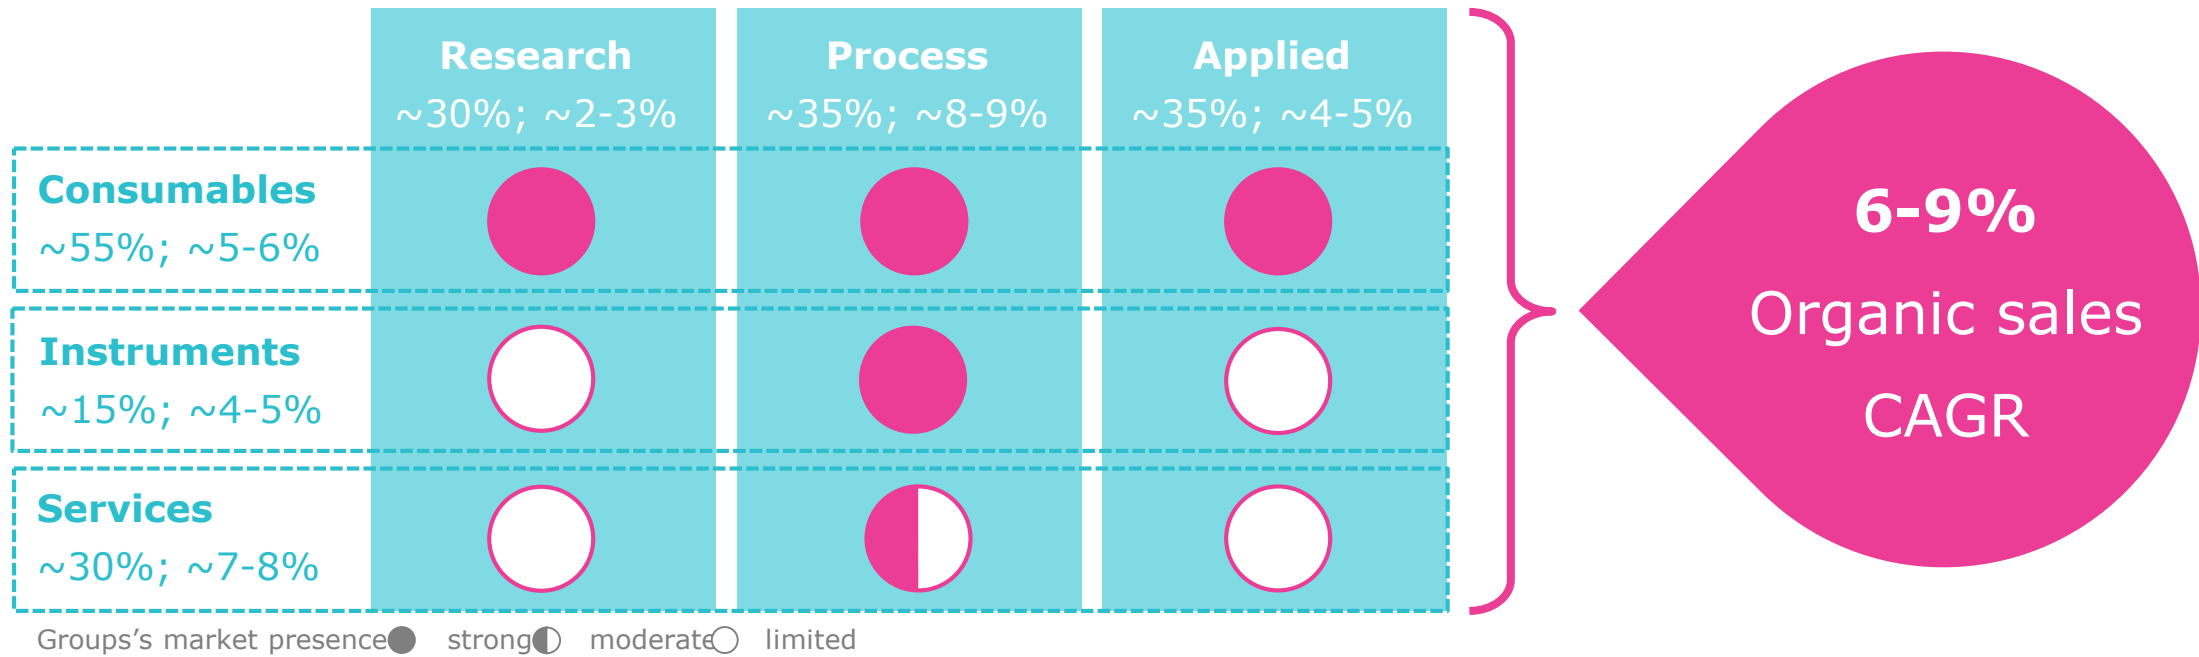 Research
~30%; ~2-3%
Process
~35%; ~8-9%
Applied
~35%; ~4-5%
Consumables
~55%; ~5-6%
Instruments
~15%; ~4-5%
Services
~30%; ~7-8%
6-9%
Organic sales
CAGR
Groups's market presence strong moderate limited